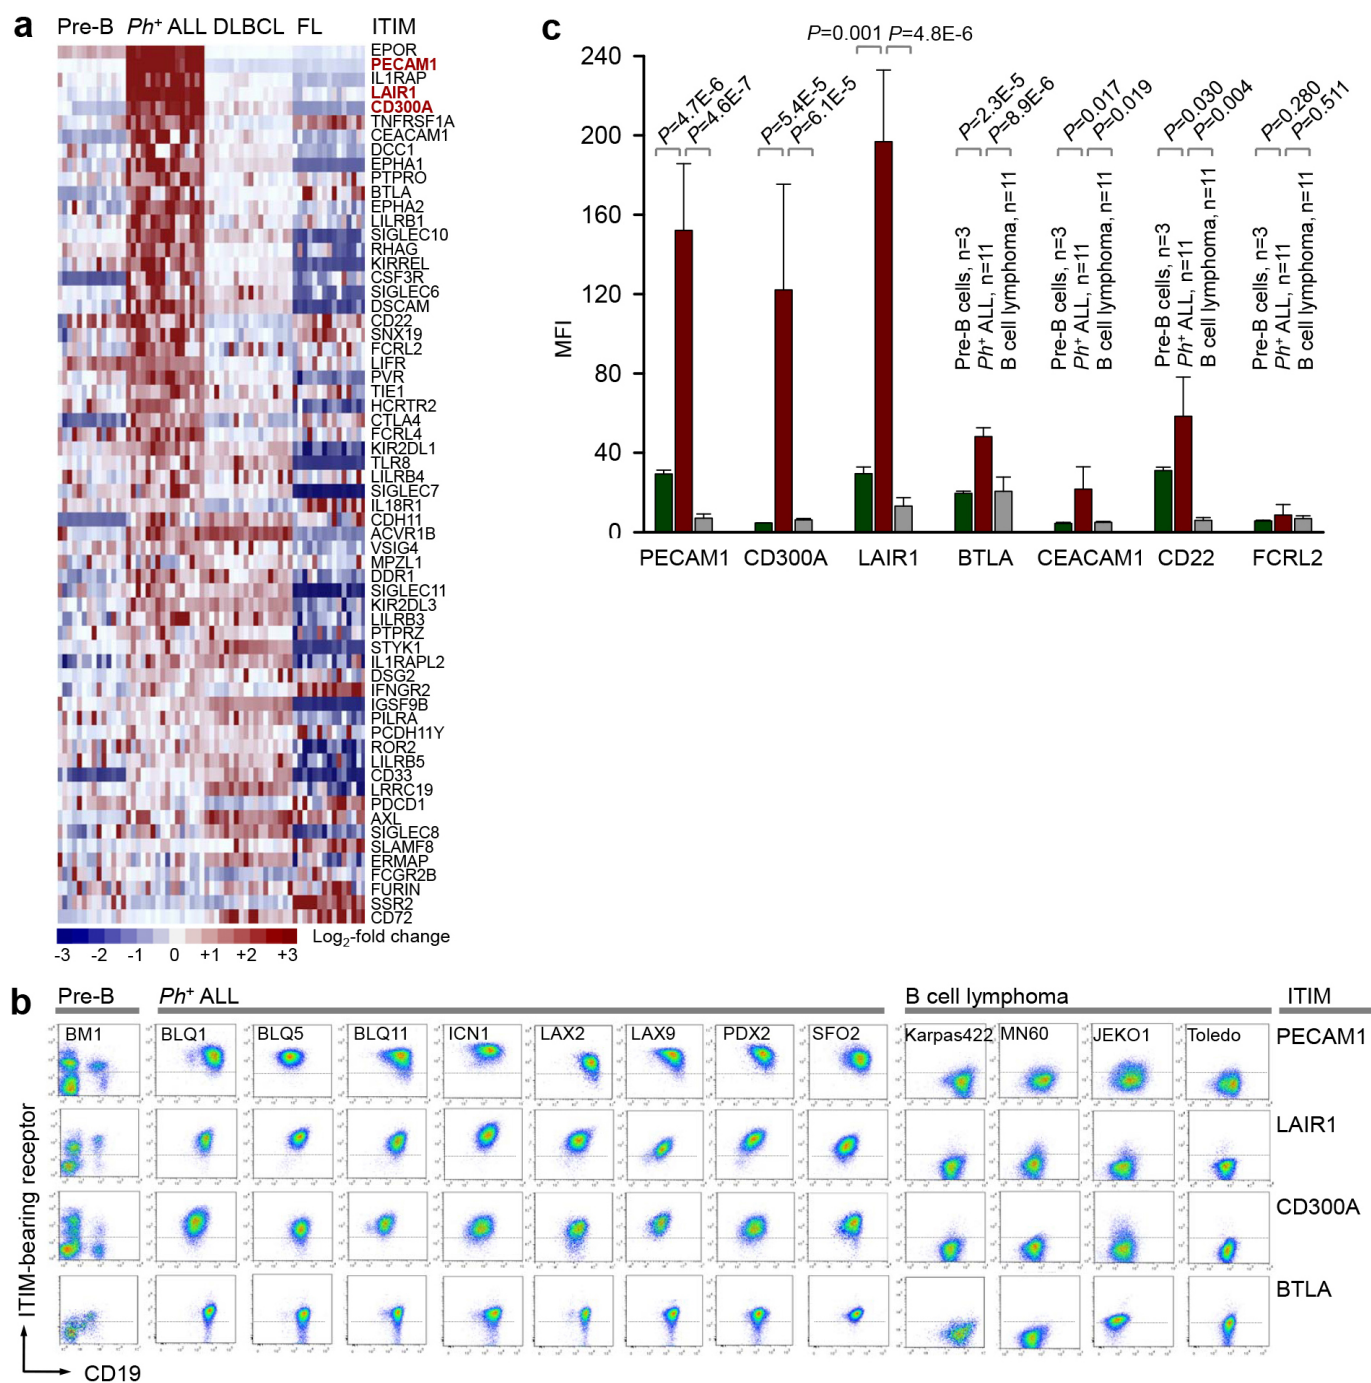 a
Pre-B Ph+ ALL DLBCL FL ITIM
EPOR
PECAM1
IL1RAP
LAIR1
CD300A
TNFRSF1A
CEACAM1
DCC1
EPHA1
PTPRO
BTLA
EPHA2
LILRB1
SIGLEC10
RHAG
KIRREL
CSF3R
SIGLEC6
DSCAM
CD22
SNX19
FCRL2
LIFR
PVR
TIE1
HCRTR2
CTLA4
FCRL4
KIR2DL1
TLR8
LILRB4
SIGLEC7
IL18R1
CDH11
ACVR1B
VSIG4
MPZL1
DDR1
SIGLEC11
KIR2DL3
LILRB3
PTPRZ
STYK1
IL1RAPL2
DSG2
IFNGR2
IGSF9B
PILRA
PCDH11Y
ROR2
LILRB5
CD33
LRRC19
PDCD1
AXL
SIGLEC8
SLAMF8
ERMAP
FCGR2B
FURIN
SSR2
CD72
Log2-fold change
-3 -2 -1 0 +1 +2 +3
c
MFI
240
200
160
120
80
40
0
P=4.7E-6
P=4.6E-7
P=5.4E-5
P=6.1E-5
P=0.001
P=4.8E-6
P=2.3E-5
P=8.9E-6
P=0.017
P=0.019
P=0.030
P=0.004
P=0.280
P=0.511
Pre-B cells, n=3
Ph+ ALL, n=11
B cell lymphoma, n=11
Pre-B cells, n=3
Ph+ ALL, n=11
B cell lymphoma, n=11
Pre-B cells, n=3
Ph+ ALL, n=11
B cell lymphoma, n=11
Pre-B cells, n=3
Ph+ ALL, n=11
B cell lymphoma, n=11
PECAM1 CD300A LAIR1 BTLA CEACAM1 CD22 FCRL2
b
Pre-B Ph+ ALL B cell lymphoma ITIM
BM1 BLQ1 BLQ5 BLQ11 ICN1 LAX2 LAX9 PDX2 SFO2 Karpas422 MN60 JEKO1 Toledo
PECAM1
LAIR1
CD300A
BTLA
ITIM-bearing receptor
CD19